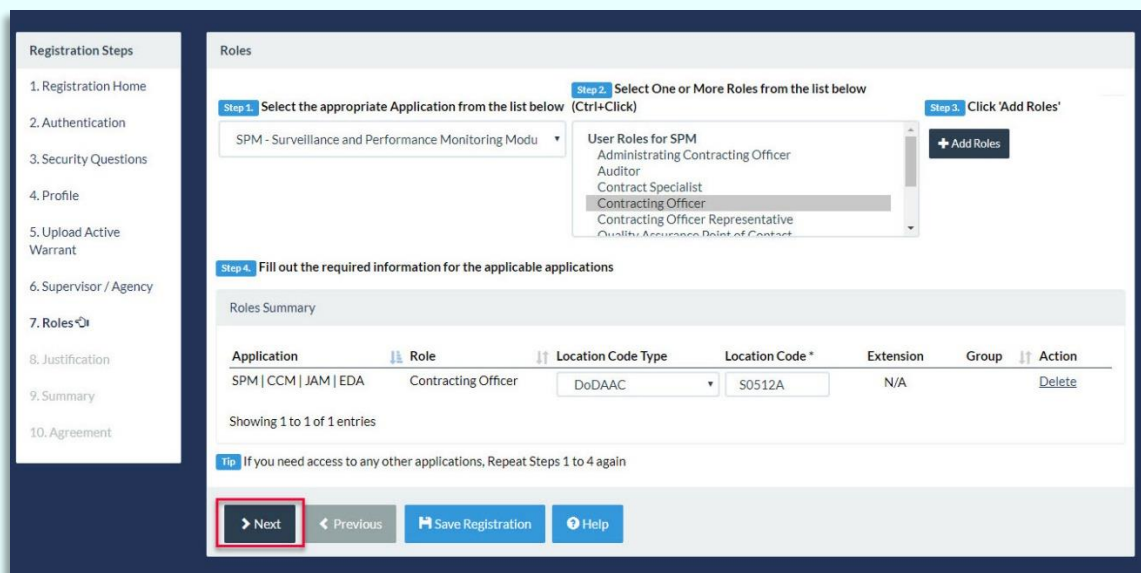 Registration Steps
1. Registration Home
2. Authentication
3. Security Questions
4. Profile
5. Upload Active
Warrant
6. Supervisor / Agency
7. Roles
8. Justification
9. Summary
10. Agreement
Roles
Step 1. Select the appropriate Application from the list below
SPM - Surveillance and Performance Monitoring Modu
Step 2. Select One or More Roles from the list below
(Ctrl+Click)
User Roles for SPM
Administrating Contracting Officer
Auditor
Contract Specialist
Contracting Officer
Contracting Officer Representative
Quality Assurance Point of Contact
Step 3. Click 'Add Roles'
+ Add Roles
Step 4. Fill out the required information for the applicable applications
Roles Summary
Application Role Location Code Type Location Code * Extension Group Action
SPM | CCM | JAM | EDA Contracting Officer DoDAAC S0512A N/A Delete
Showing 1 to 1 of 1 entries
Tip If you need access to any other applications, Repeat Steps 1 to 4 again
Next Previous Save Registration Help